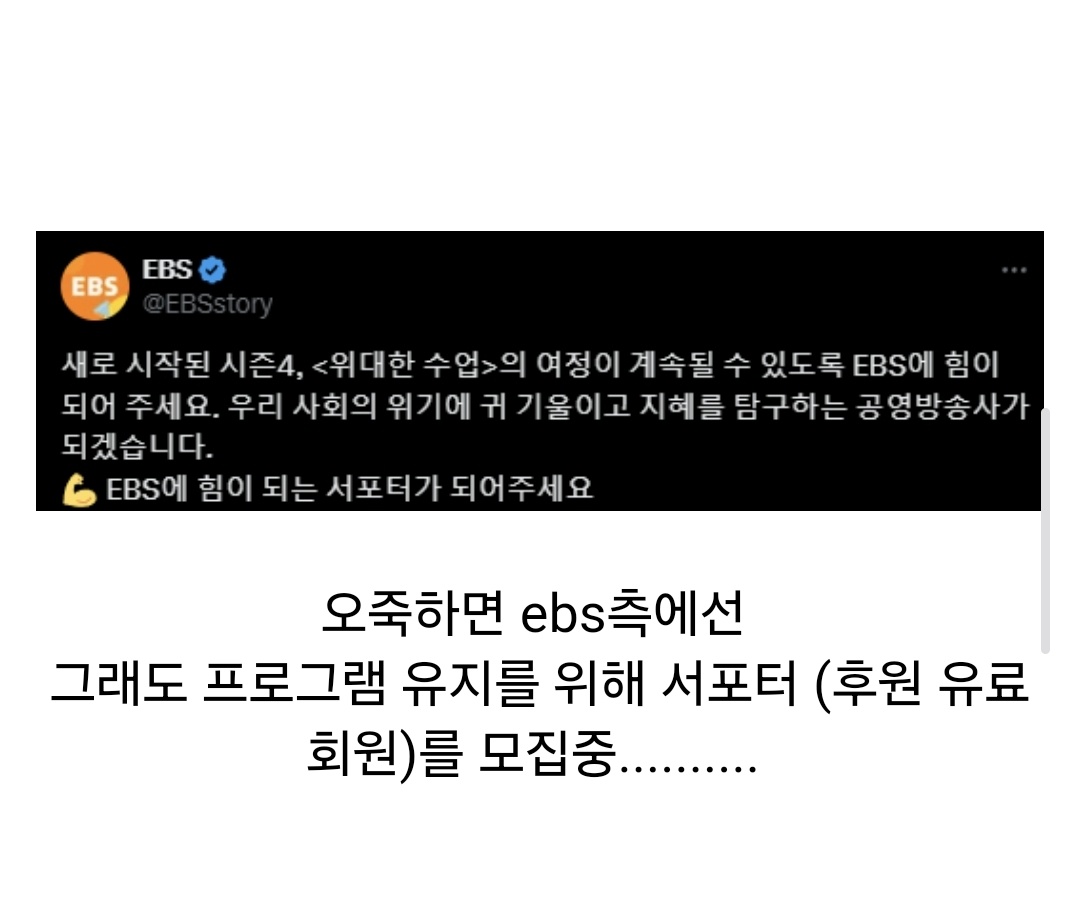 EBS
EBS
@EBSstory
새로 시작된 시즌4, <위대한 수업>의 여정이 계속될 수 있도록 EBS에 힘이
되어 주세요. 우리 사회의 위기에 귀 기울이고 지혜를 탐구하는 공영방송사가
되겠습니다.
💪 EBS에 힘이 되는 서포터가 되어주세요
오죽하면 ebs측에선
그래도 프로그램 유지를 위해 서포터 (후원 유료
회원)를 모집중..........